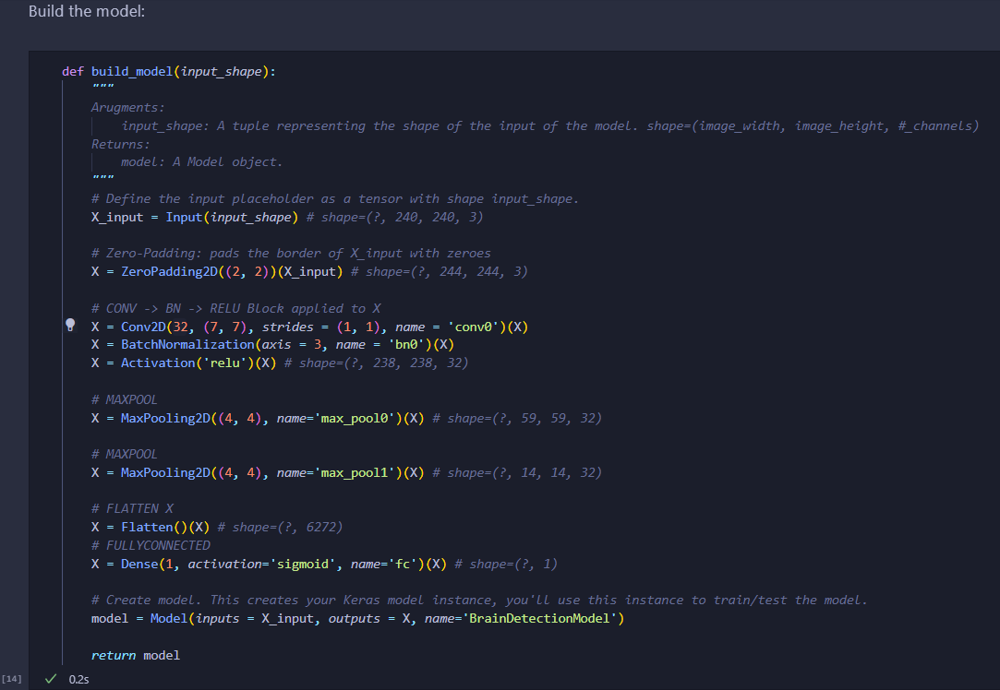 Build the model:
def build_model(input_shape):
"""
Arugments:
input_shape: A tuple representing the shape of the input of the model. shape=(image_width, image_height, #_channels)
Returns:
model: A Model object.
"""
# Define the input placeholder as a tensor with shape input_shape.
X_input = Input(input_shape) # shape=(?, 240, 240, 3)
# Zero-Padding: pads the border of X_input with zeroes
X = ZeroPadding2D((2, 2))(X_input) # shape=(?, 244, 244, 3)
# CONV -> BN -> RELU Block applied to X
X = Conv2D(32, (7, 7), strides = (1, 1), name = 'conv0')(X)
X = BatchNormalization(axis = 3, name = 'bn0')(X)
X = Activation('relu')(X) # shape=(?, 238, 238, 32)
# MAXPOOL
X = MaxPooling2D((4, 4), name='max_pool0')(X) # shape=(?, 59, 59, 32)
# MAXPOOL
X = MaxPooling2D((4, 4), name='max_pool1')(X) # shape=(?, 14, 14, 32)
# FLATTEN X
X = Flatten()(X) # shape=(?, 6272)
# FULLYCONNECTED
X = Dense(1, activation='sigmoid', name='fc')(X) # shape=(?, 1)
# Create model. This creates your Keras model instance, you'll use this instance to train/test the model.
model = Model(inputs = X_input, outputs = X, name='BrainDetectionModel')
return model
[14] ✓ 0.2s